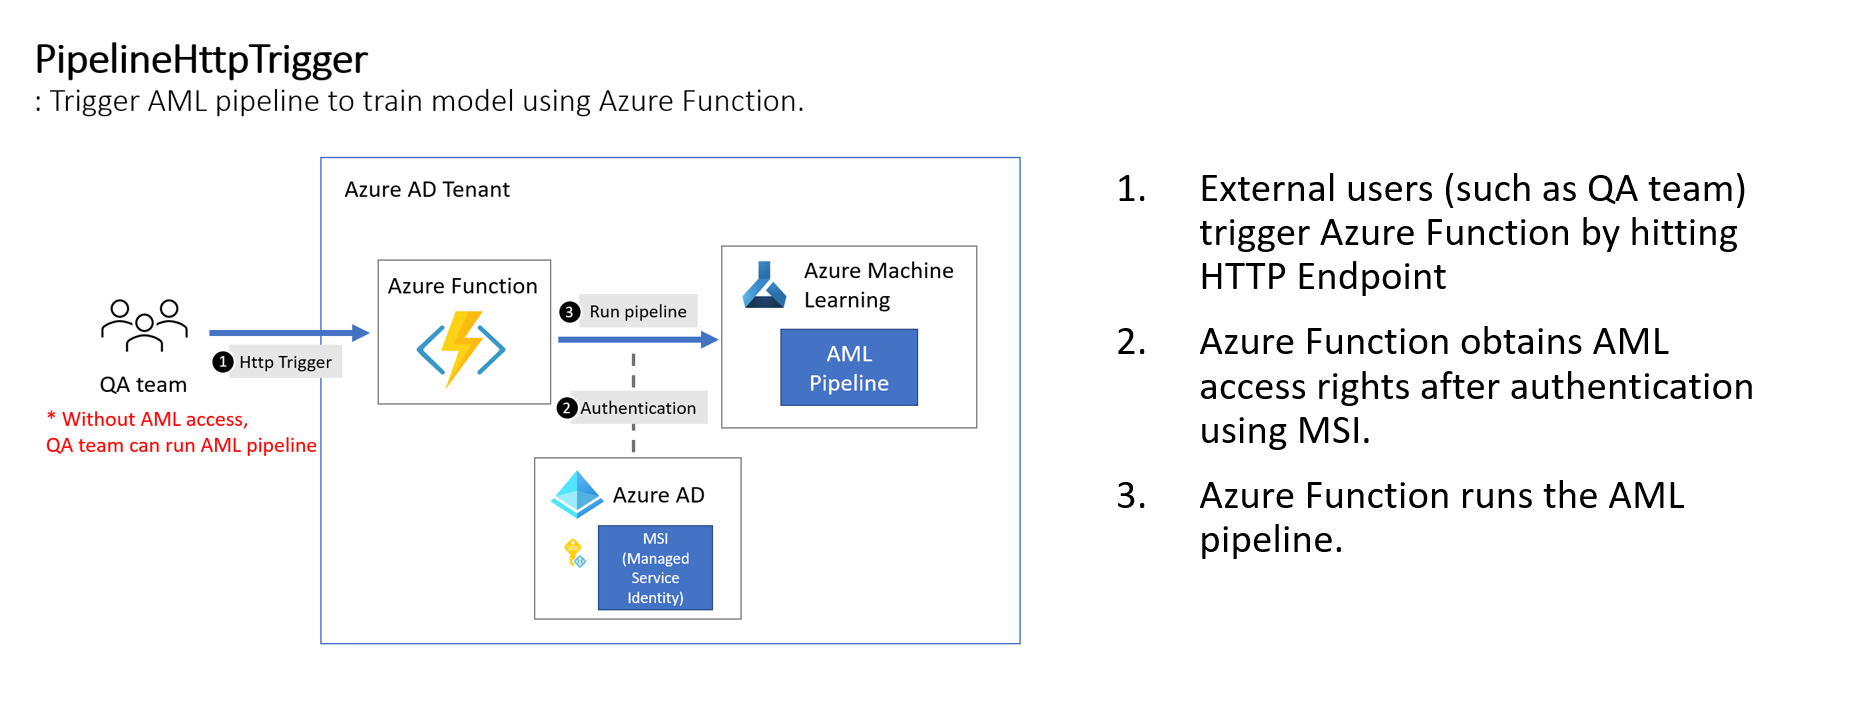 PipelineHttpTrigger
: Trigger AML pipeline to train model using Azure Function.
Azure AD Tenant
Azure Function
Azure Machine
Learning
AML
Pipeline
3 Run pipeline
1 Http Trigger
QA team
* Without AML access,
QA team can run AML pipeline
2 Authentication
Azure AD
MSI
(Managed
Service
Identity)
1. External users (such as QA team)
trigger Azure Function by hitting
HTTP Endpoint
2. Azure Function obtains AML
access rights after authentication
using MSI.
3. Azure Function runs the AML
pipeline.